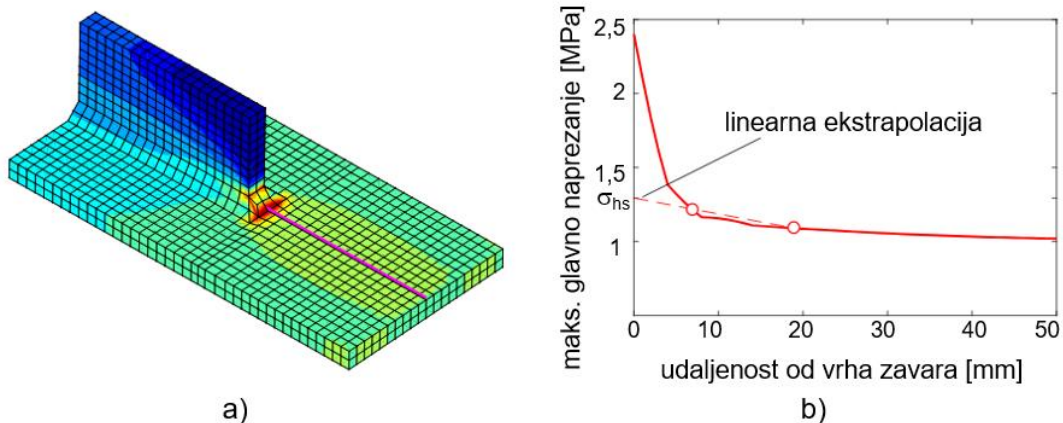 maks. glavno naprezanje [MPa]
2,5
2
1,5
σhs
1
linearna ekstrapolacija
0
10
20
30
40
50
udaljenost od vrha zavara [mm]
a)
b)